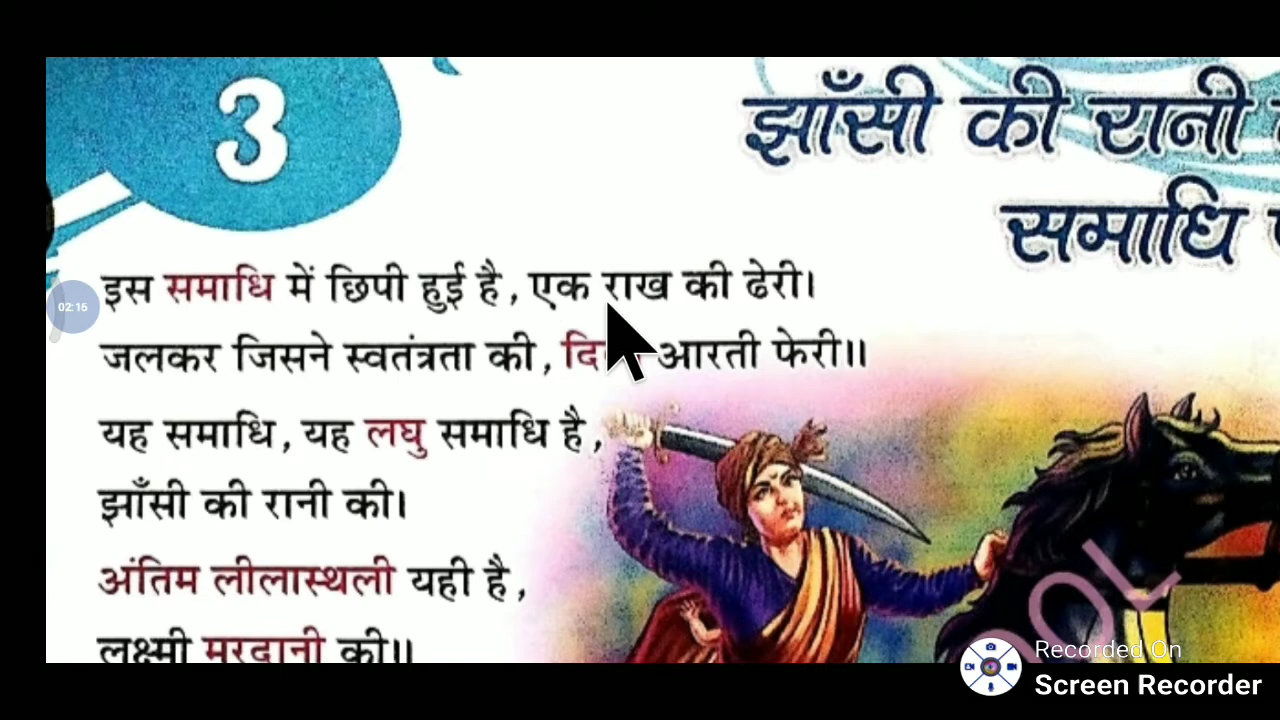 3
झाँसी की रानी
समाधि
इस समाधि में छिपी हुई है, एक राख की ढेरी।
02:16
जलकर जिसने स्वतंत्रता की, आरती फेरी॥
यह समाधि, यह लघु समाधि है,
झाँसी की रानी की।
अंतिम लीलास्थली यही है,
लक्ष्मी मरदानी की॥
Recorded On
Screen Recorder